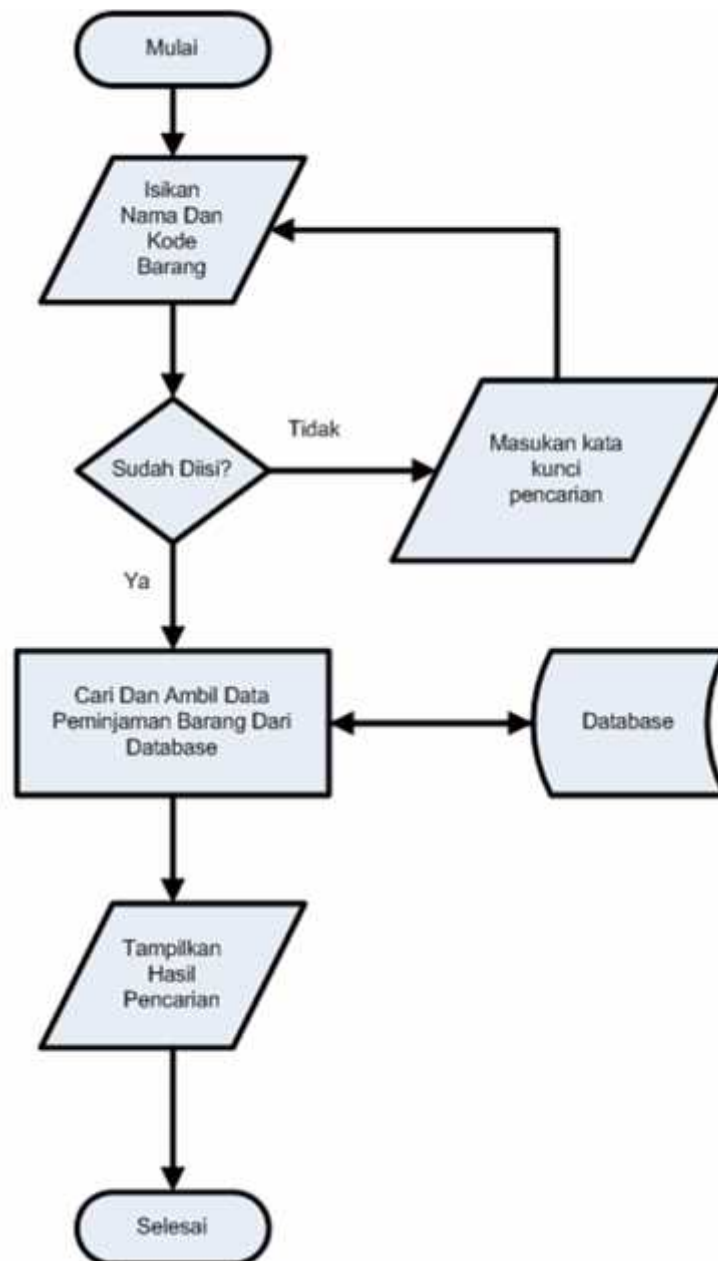 Mulai
Isikan
Nama Dan
Kode
Barang
Sudah Diisi?
Tidak
Masukan kata
kunci
pencarian
Ya
Cari Dan Ambil Data
Peminjaman Barang Dari
Database
Database
Tampilkan
Hasil
Pencarian
Selesai